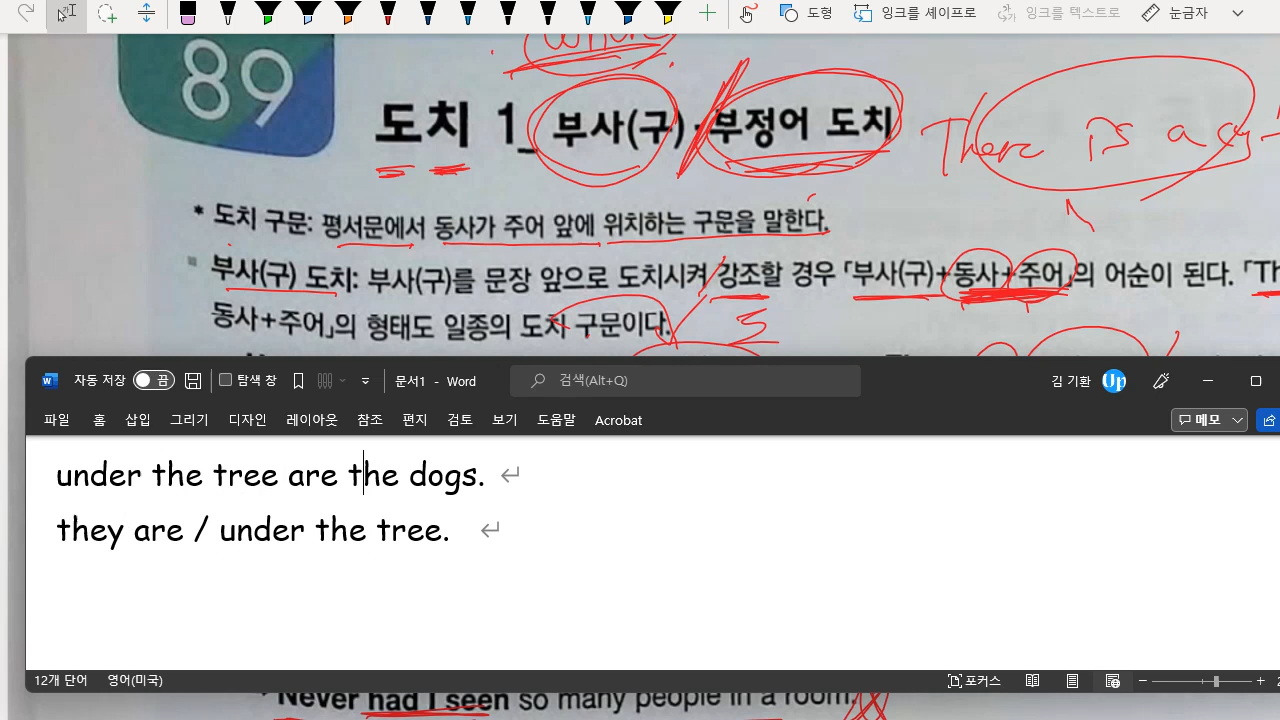 도형 잉크를 셰이프로 잉크를 텍스트로 눈금자
89
도치 1 부사(구)·부정어 도치
There is a
* 도치 구문: 평서문에서 동사가 주어 앞에 위치하는 구문을 말한다.
부사(구) 도치: 부사(구)를 문장 앞으로 도치시켜 강조할 경우 「부사(구)+동사+주어」의 어순이 된다. 「Th
동사+주어」의 형태도 일종의 도치 구문이다.
자동 저장 끔 탐색 창 문서1 - Word 검색(Alt+Q) 김 기환 Up
파일 홈 삽입 그리기 디자인 레이아웃 참조 편지 검토 보기 도움말 Acrobat 메모
under the tree are the dogs.
they are / under the tree.
12개 단어 영어(미국) 포커스
Never had I seen so many people in a room.